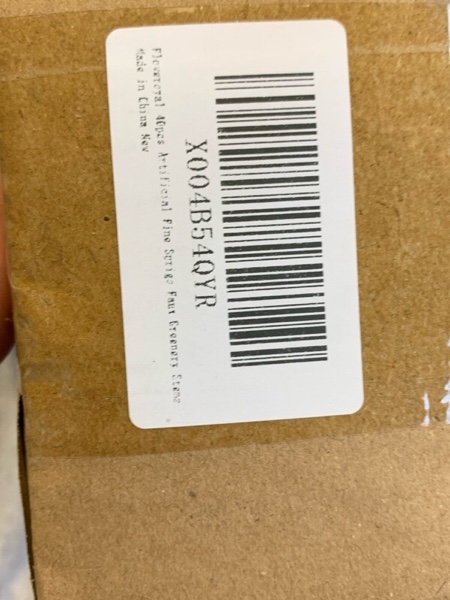 X004B54QYR
40pcs Artificial Pine Sprigs Faux Greenery Stems
Made in China New